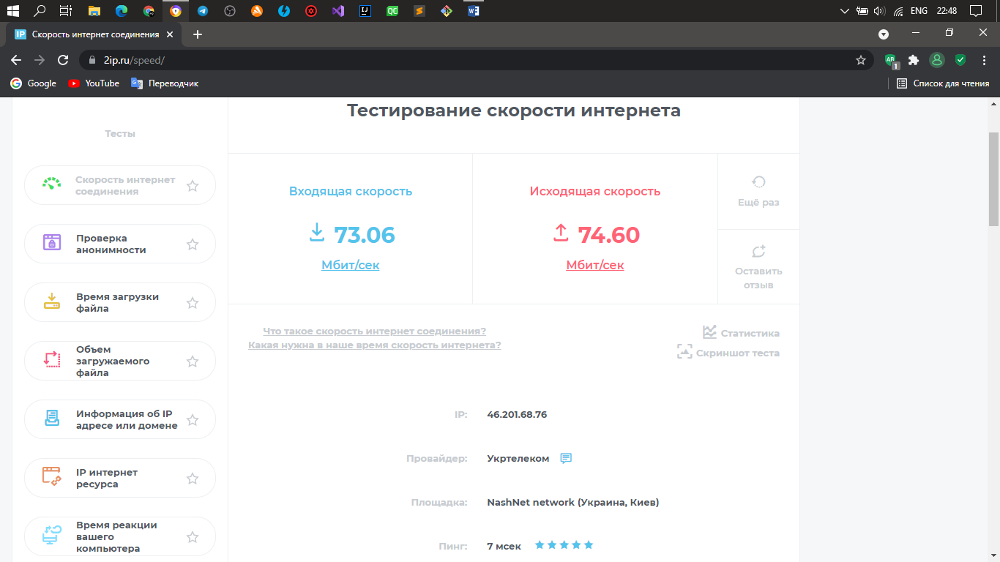 ENG
22:48
Скорость интернет соединения
2ip.ru/speed/
1
Google
YouTube
Переводчик
Список для чтения
Тесты
Скорость интернет
соединения
Проверка
анонимности
Время загрузки
файла
Объем
загружаемого
файла
Информация об IP
адресе или домене
IP интернет
ресурса
Время реакции
вашего
компьютера
Тестирование скорости интернета
Входящая скорость
73.06
Мбит/сек
Исходящая скорость
74.60
Мбит/сек
Ещё раз
Оставить
отзыв
Что такое скорость интернет соединения?
Какая нужна в наше время скорость интернета?
Статистика
Скриншот теста
IP: 46.201.68.76
Провайдер: Укртелеком
Площадка: NashNet network (Украина, Киев)
Пинг: 7 мсек